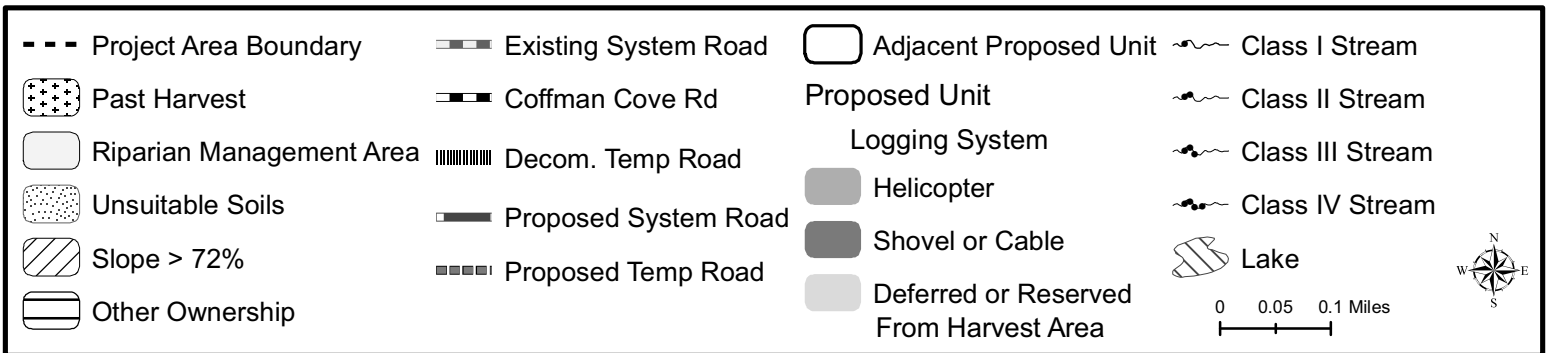 Project Area Boundary
Past Harvest
Riparian Management Area
Unsuitable Soils
Slope > 72%
Other Ownership
Existing System Road
Coffman Cove Rd
Decom. Temp Road
Proposed System Road
Proposed Temp Road
Adjacent Proposed Unit
Proposed Unit
Logging System
Helicopter
Shovel or Cable
Deferred or Reserved
From Harvest Area
Class I Stream
Class II Stream
Class III Stream
Class IV Stream
Lake
0 0.05 0.1 Miles
N
W E
S